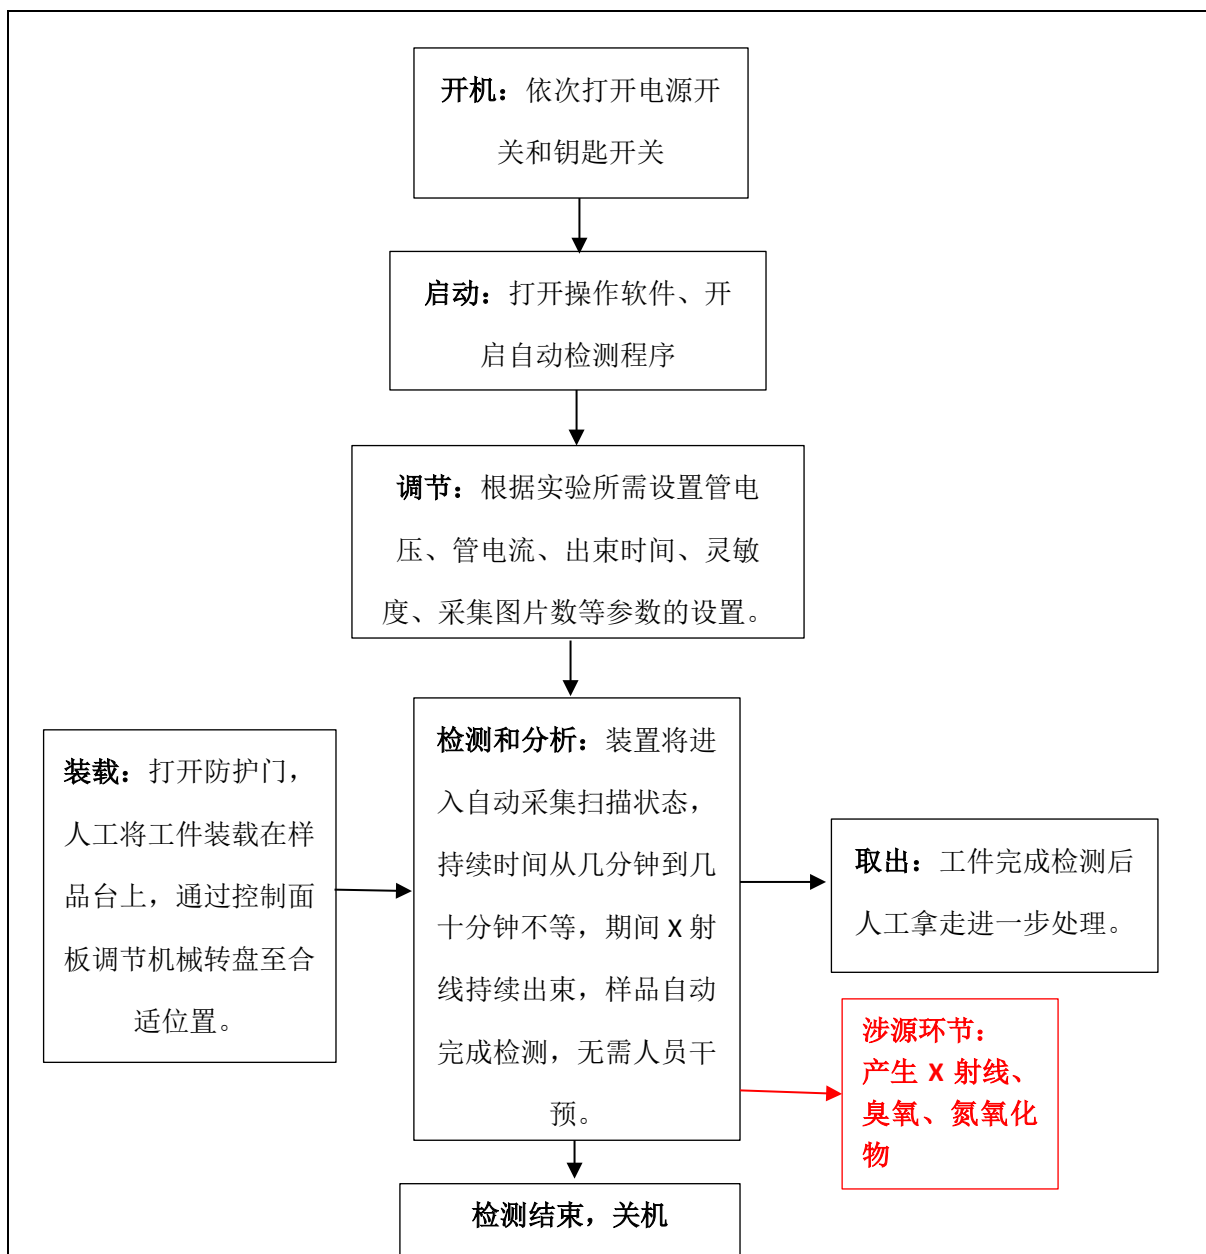 开机：依次打开电源开
关和钥匙开关
启动：打开操作软件、开
启自动检测程序
调节：根据实验所需设置管电
压、管电流、出束时间、灵敏
度、采集图片数等参数的设置。
装载：打开防护门，
人工将工件装载在样
品台上，通过控制面
板调节机械转盘至合
适位置。
检测和分析：装置将进
入自动采集扫描状态，
持续时间从几分钟到几
十分钟不等，期间 X 射
线持续出束，样品自动
完成检测，无需人员干
预。
取出：工件完成检测后
人工拿走进一步处理。
涉源环节：
产生 X 射线、
臭氧、氮氧化
物
检测结束，关机